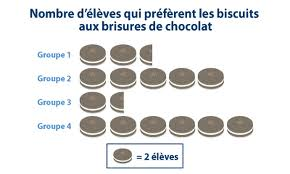 Nombre d'élèves qui préfèrent les biscuits
aux brisures de chocolat
Groupe 1
Groupe 2
Groupe 3
Groupe 4
= 2 élèves